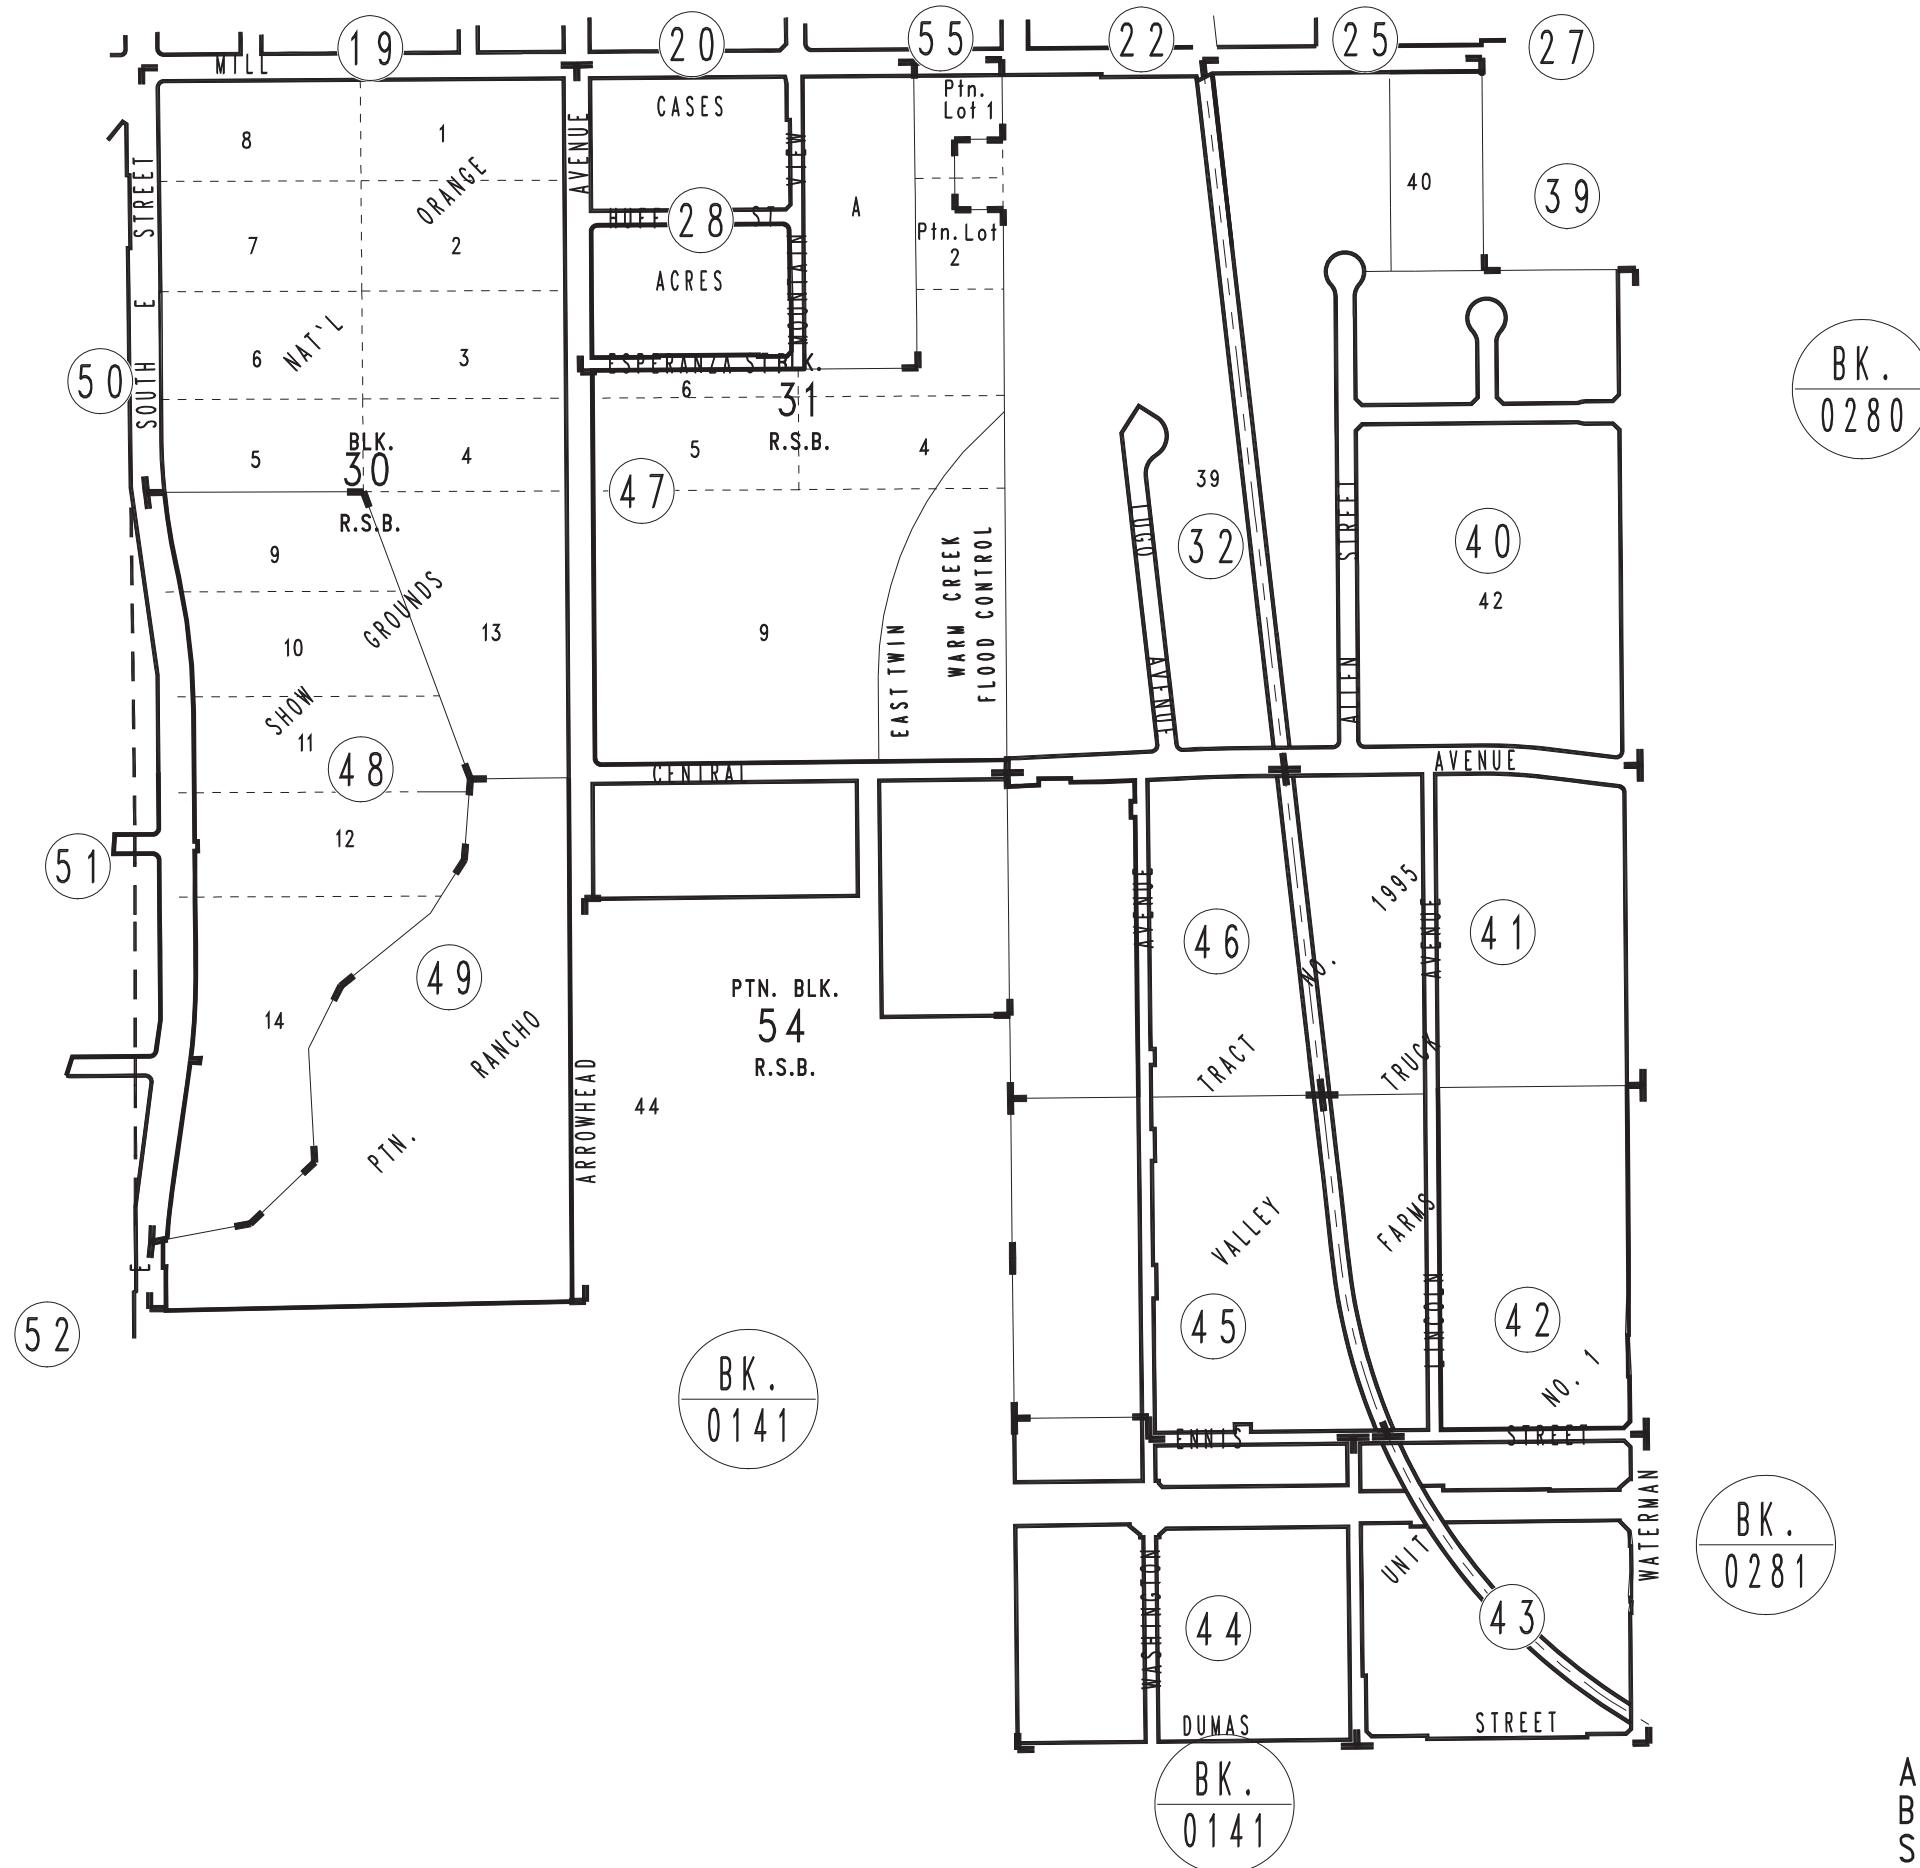 19
20
55
22
25
27
MILL
AVENUE
CASES
VIEW
Ptn.
Lot 1
8
1
ORANGE
STREET
40
39
A
HUFF
28
ST
7
2
Ptn. Lot
2
ACRES
MOUNTAIN
E
NAT'L
6
3
ESPERANZA STR.
6
50
SOUTH
31
R.S.B.
BK.
0280
BLK.
30
R.S.B.
5
4
5
4
47
39
32
LUGO
STREET
40
42
9
GROUNDS
10
13
9
EAST TWIN
WARM CREEK
FLOOD CONTROL
AVENUE
ALLEN
SHOW
11
48
CENTRAL
AVENUE
12
51
AVENUE
46
1995
AVENUE
41
NO.
49
PTN. BLK.
54
R.S.B.
14
RANCHO
TRACT
TRUCK
ARROWHEAD
44
PTN.
VALLEY
FARMS
E
52
45
LINCOLN
42
NO. 1
BK.
0141
ENNIS
STREET
WATERMAN
BK.
0281
UNIT
WASHINGTON
44
43
DUMAS
STREET
BK.
0141
A
B
S